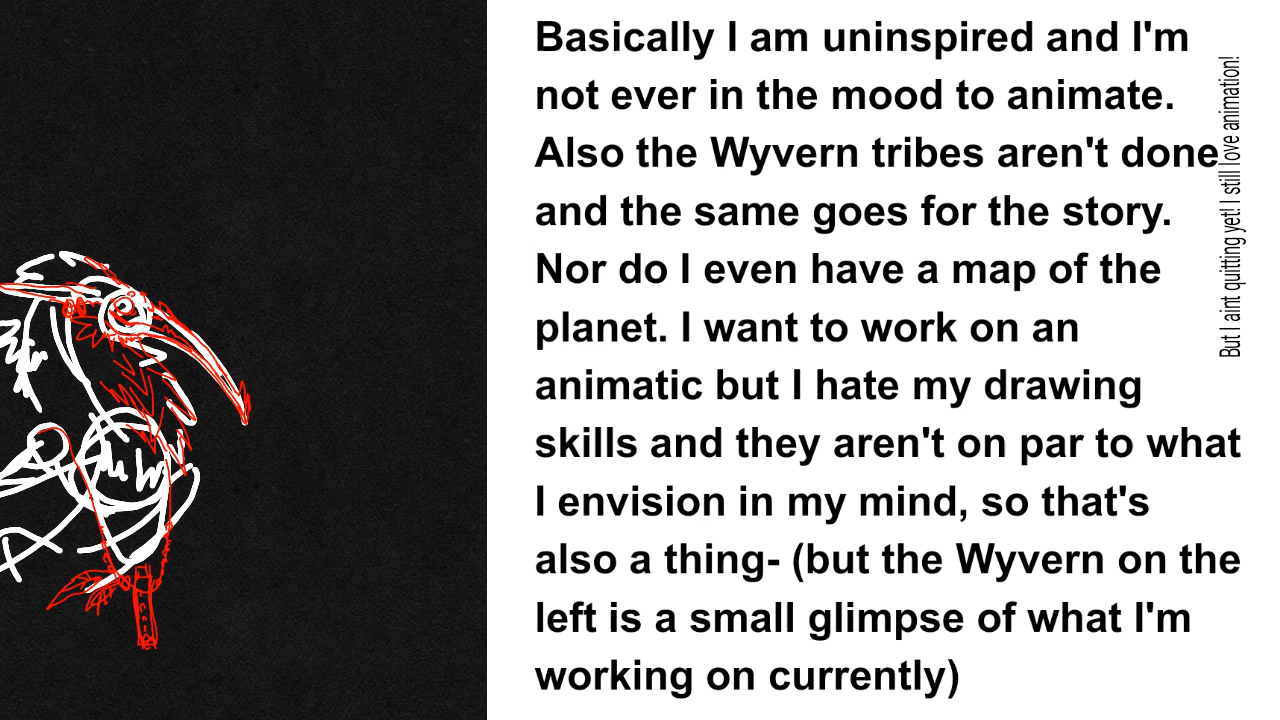 Basically I am uninspired and I'm
not ever in the mood to animate.
Also the Wyvern tribes aren't done
and the same goes for the story.
Nor do I even have a map of the
planet. I want to work on an
animatic but I hate my drawing
skills and they aren't on par to what
I envision in my mind, so that's
also a thing- (but the Wyvern on the
left is a small glimpse of what I'm
working on currently)
But I aint quitting yet! I still love animation!